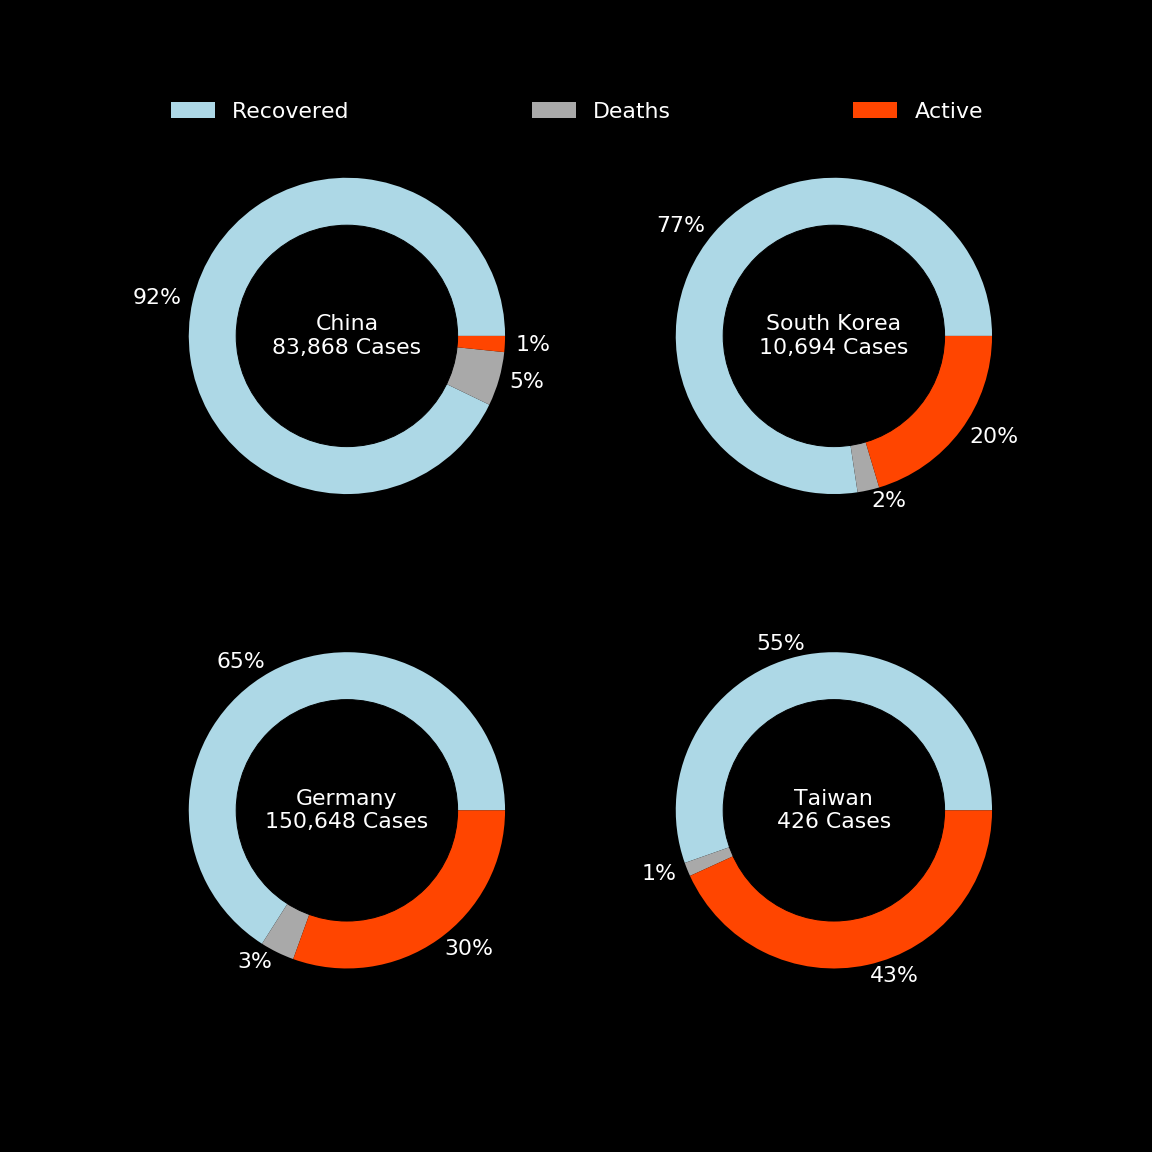 Recovered
Deaths
Active
92%
China
83,868 Cases
1%
5%
77%
South Korea
10,694 Cases
20%
2%
65%
Germany
150,648 Cases
3%
30%
55%
Taiwan
426 Cases
1%
43%